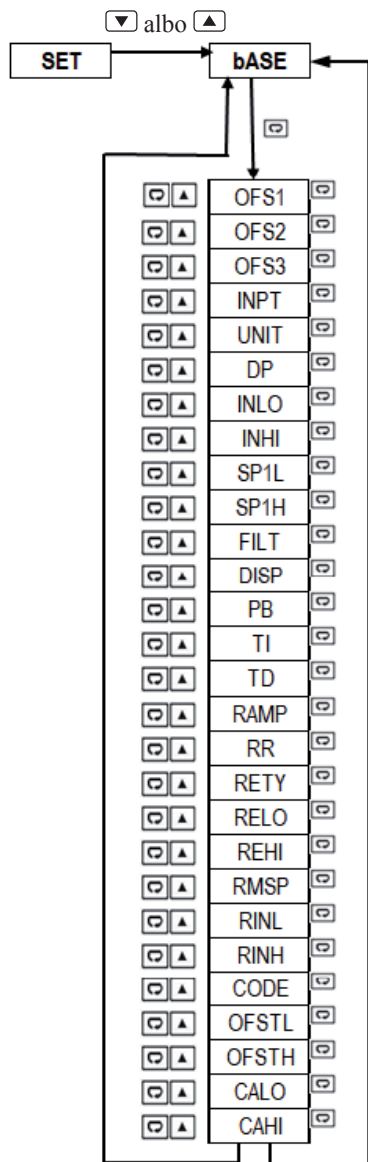 ▼ albo ▲
SET bASE
OFS1
OFS2
OFS3
INPT
UNIT
DP
INLO
INHI
SP1L
SP1H
FILT
DISP
PB
TI
TD
RAMP
RR
RETY
RELO
REHI
RMSP
RINL
RINH
CODE
OFSTL
OFSTH
CALO
CAHI